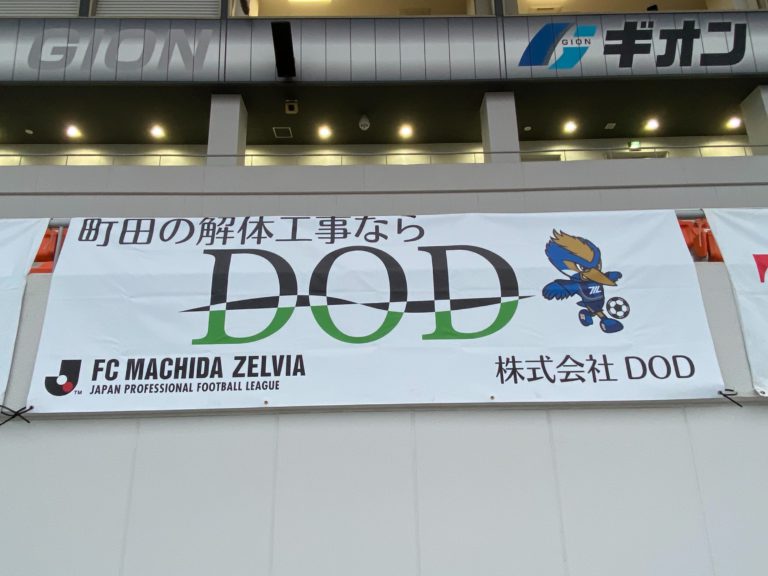 GION
GION ギオン
町田の解体工事なら
DOD
FC MACHIDA ZELVIA
JAPAN PROFESSIONAL FOOTBALL LEAGUE
株式会社 DOD